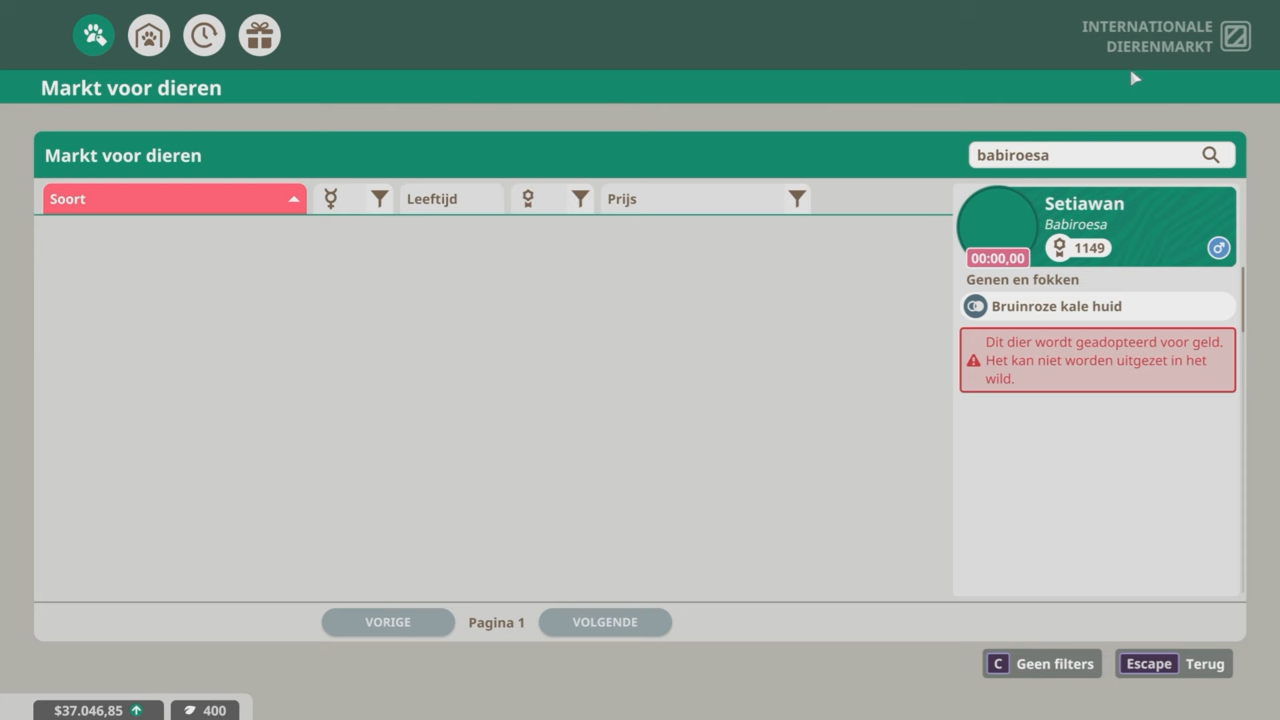 INTERNATIONALE
DIERENMARKT
Markt voor dieren
Markt voor dieren
babiroesa
Soort
Leeftijd
Prijs
Setiawan
Babiroesa
1149
00:00,00
Genen en fokken
Bruinroze kale huid
Dit dier wordt geadopteerd voor geld.
Het kan niet worden uitgezet in het
wild.
VORIGE
Pagina 1
VOLGENDE
C Geen filters
Escape Terug
$37.046,85
400